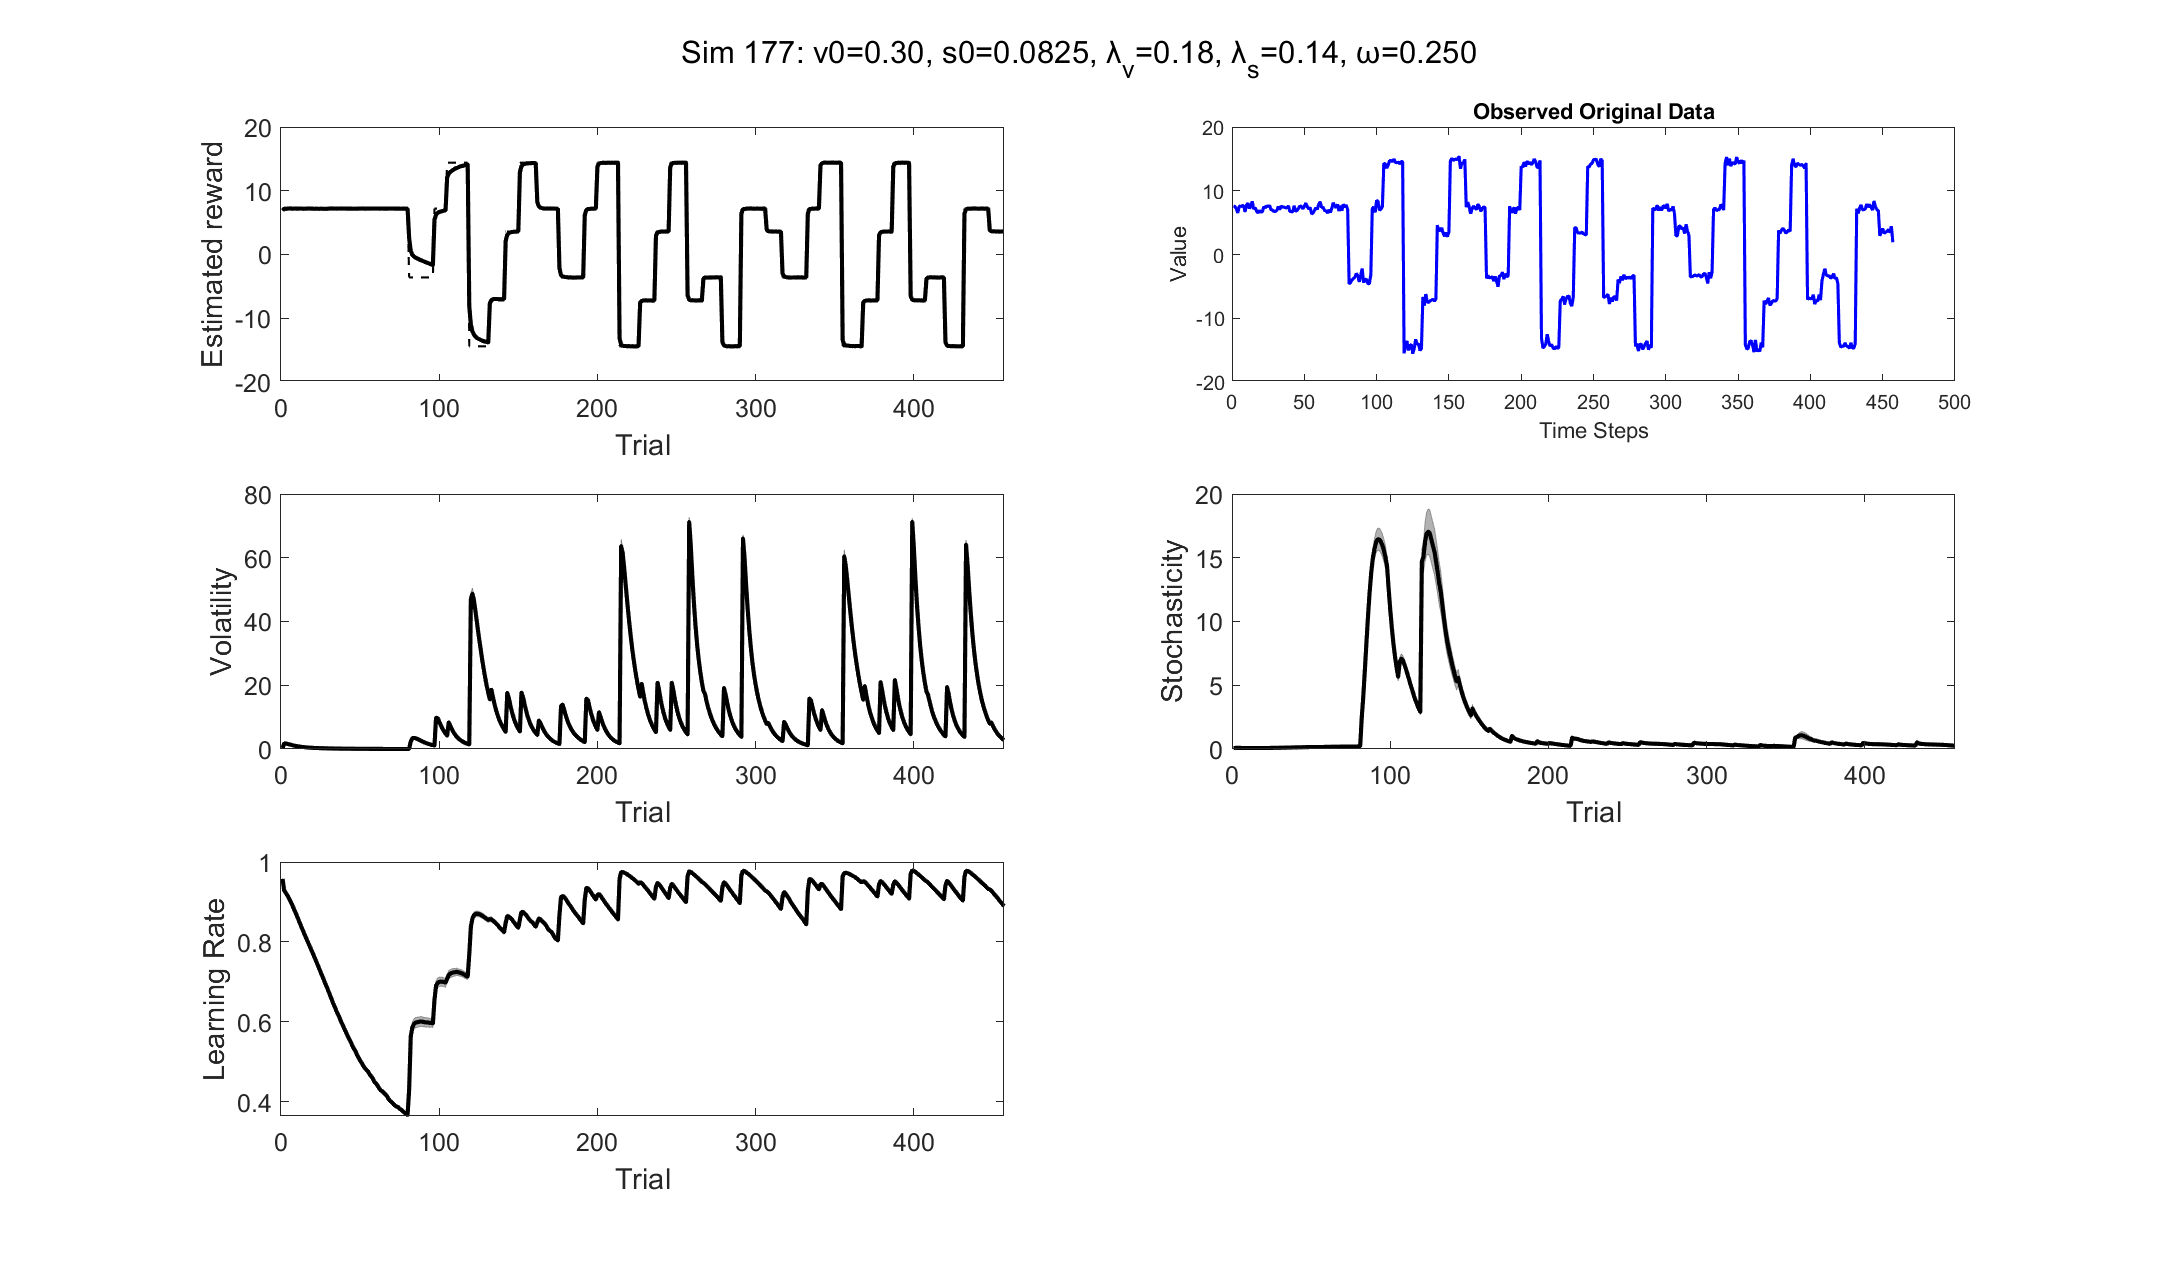 Sim 177: v0=0.30, s0=0.0825, λv=0.18, λs=0.14, ω=0.250
Estimated reward
20
10
0
-10
-20
0 100 200 300 400
Trial
Observed Original Data
Value
20
10
0
-10
-20
0 50 100 150 200 250 300 350 400 450 500
Time Steps
Volatility
80
60
40
20
0
0 100 200 300 400
Trial
Stochasticity
20
15
10
5
0
0 100 200 300 400
Trial
Learning Rate
1
0.8
0.6
0.4
0 100 200 300 400
Trial